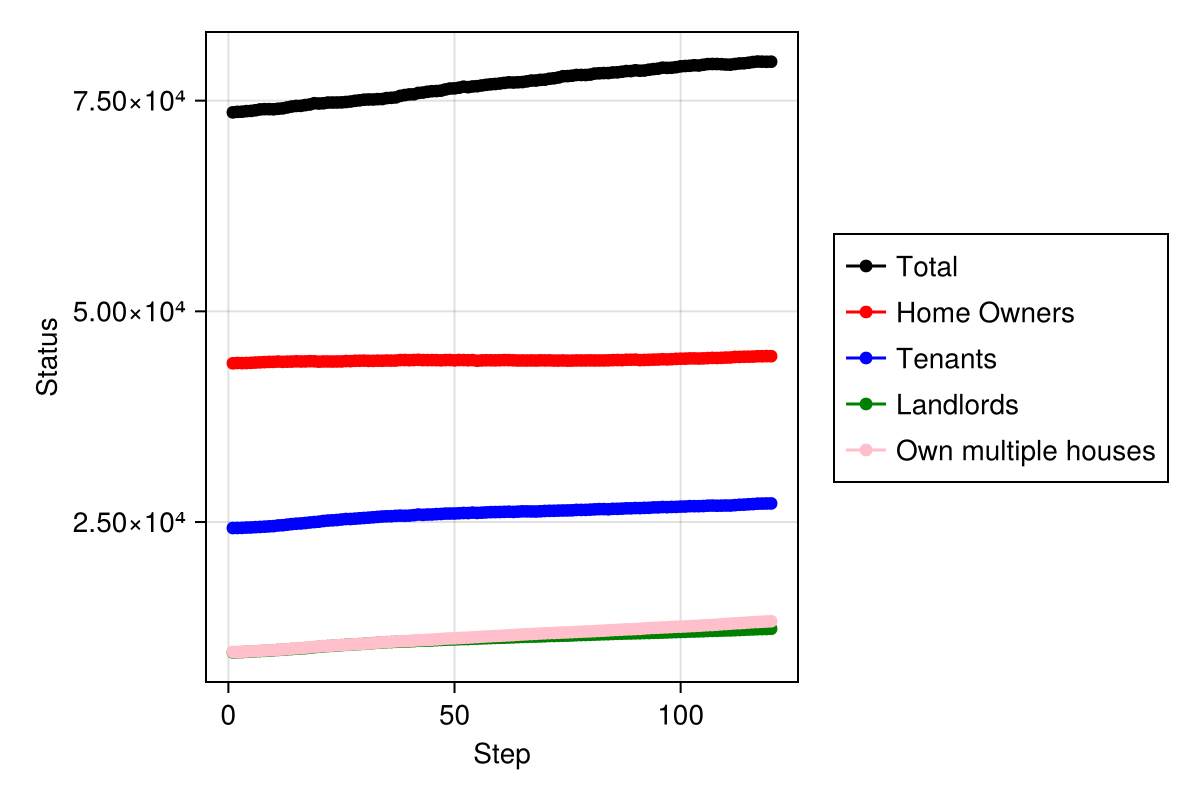 7.50×10⁴
5.00×10⁴
2.50×10⁴
Status
0 50 100
Step
Total
Home Owners
Tenants
Landlords
Own multiple houses